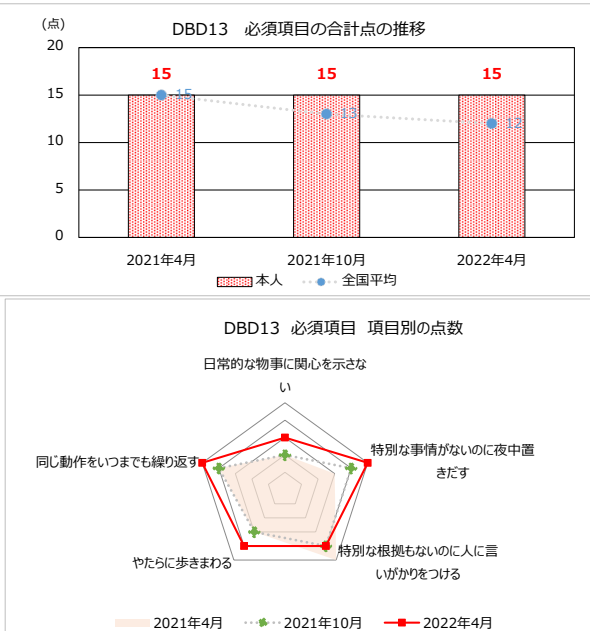 (点)
DBD13 必須項目の合計点の推移
20
15
10
5
0
15
15
15
15
13
12
2021年4月
2021年10月
2022年4月
本人
全国平均
DBD13 必須項目 項目別の点数
日常的な物事に関心を示さな
い
特別な事情がないのに夜中置
きだす
特別な根拠もないのに人に言
いがかりをつける
やたらに歩きまわる
同じ動作をいつまでも繰り返す
2021年4月
2021年10月
2022年4月